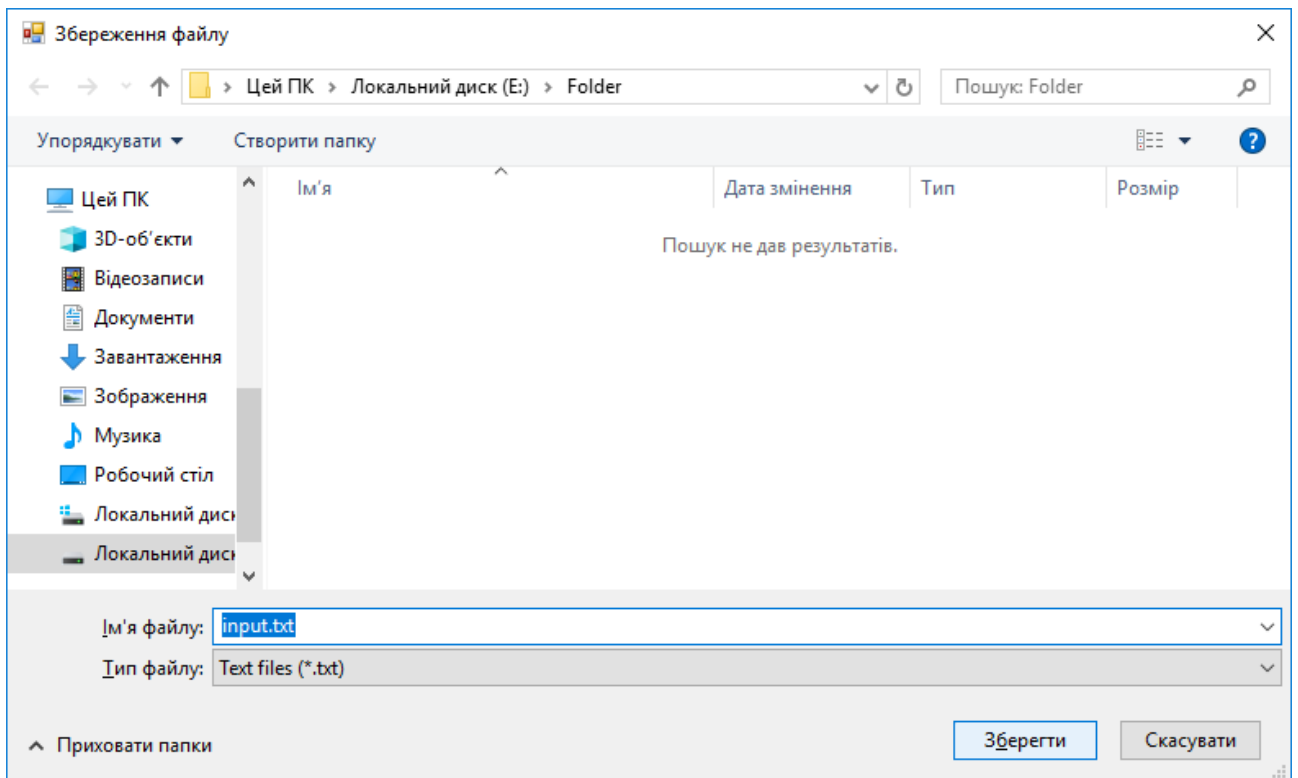 Збереження файлу
Цей ПК › Локальний диск (E:) › Folder
Пошук: Folder
Упорядкувати Створити папку
Ім'я Дата змінення Тип Розмір
Пошук не дав результатів.
Цей ПК
3D-об'єкти
Відеозаписи
Документи
Завантаження
Зображення
Музика
Робочий стіл
Локальний диск
Локальний диск
Ім'я файлу: input.txt
Тип файлу: Text files (*.txt)
Приховати папки
Зберегти Скасувати